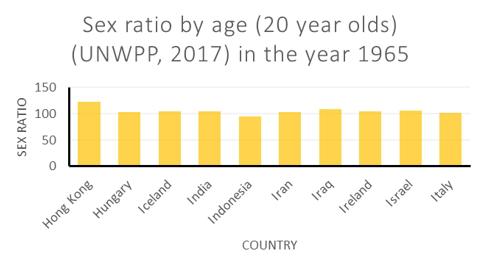 Sex ratio by age (20 year olds)
(UNWPP, 2017) in the year 1965
SEX RATIO
150
100
50
0
Hong Kong
Hungary
Iceland
India
Indonesia
Iran
Iraq
Ireland
Israel
Italy
COUNTRY